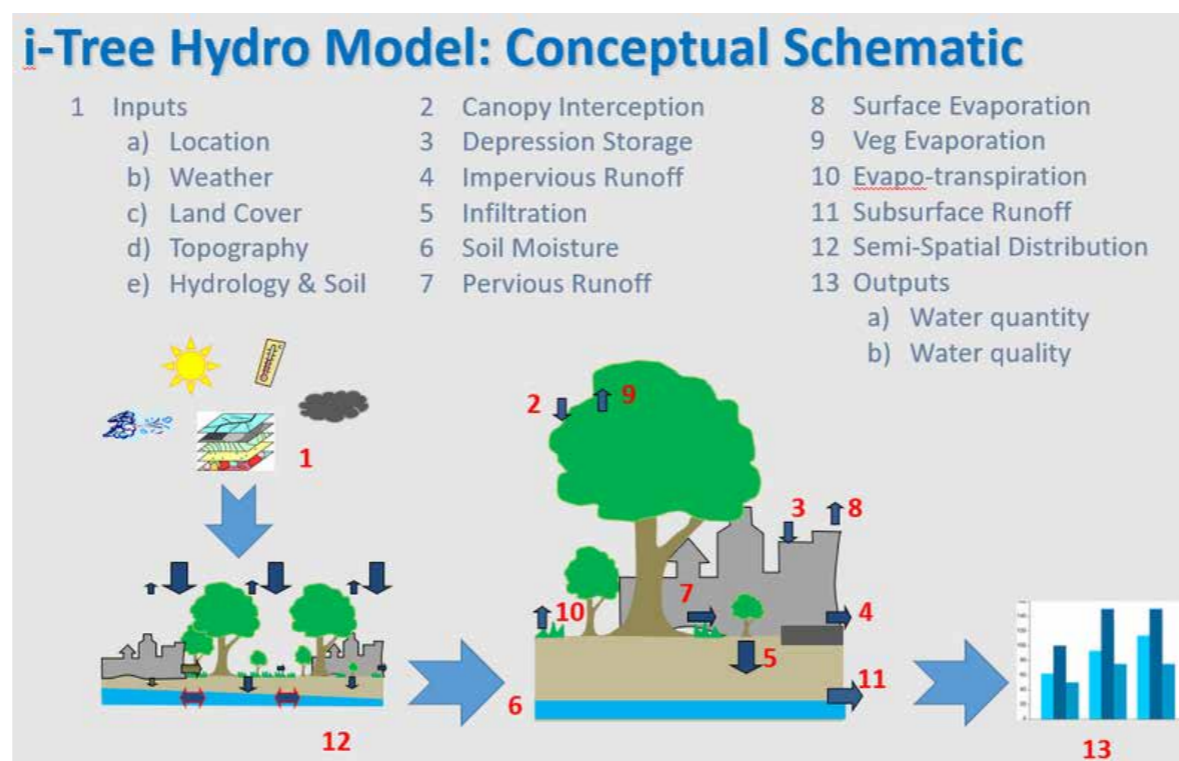 i-Tree Hydro Model: Conceptual Schematic
1 Inputs
a) Location
b) Weather
c) Land Cover
d) Topography
e) Hydrology & Soil
2 Canopy Interception
3 Depression Storage
4 Impervious Runoff
5 Infiltration
6 Soil Moisture
7 Pervious Runoff
8 Surface Evaporation
9 Veg Evaporation
10 Evapo-transpiration
11 Subsurface Runoff
12 Semi-Spatial Distribution
13 Outputs
a) Water quantity
b) Water quality
1
2
9
3
8
10
7
4
5
11
6
12
13